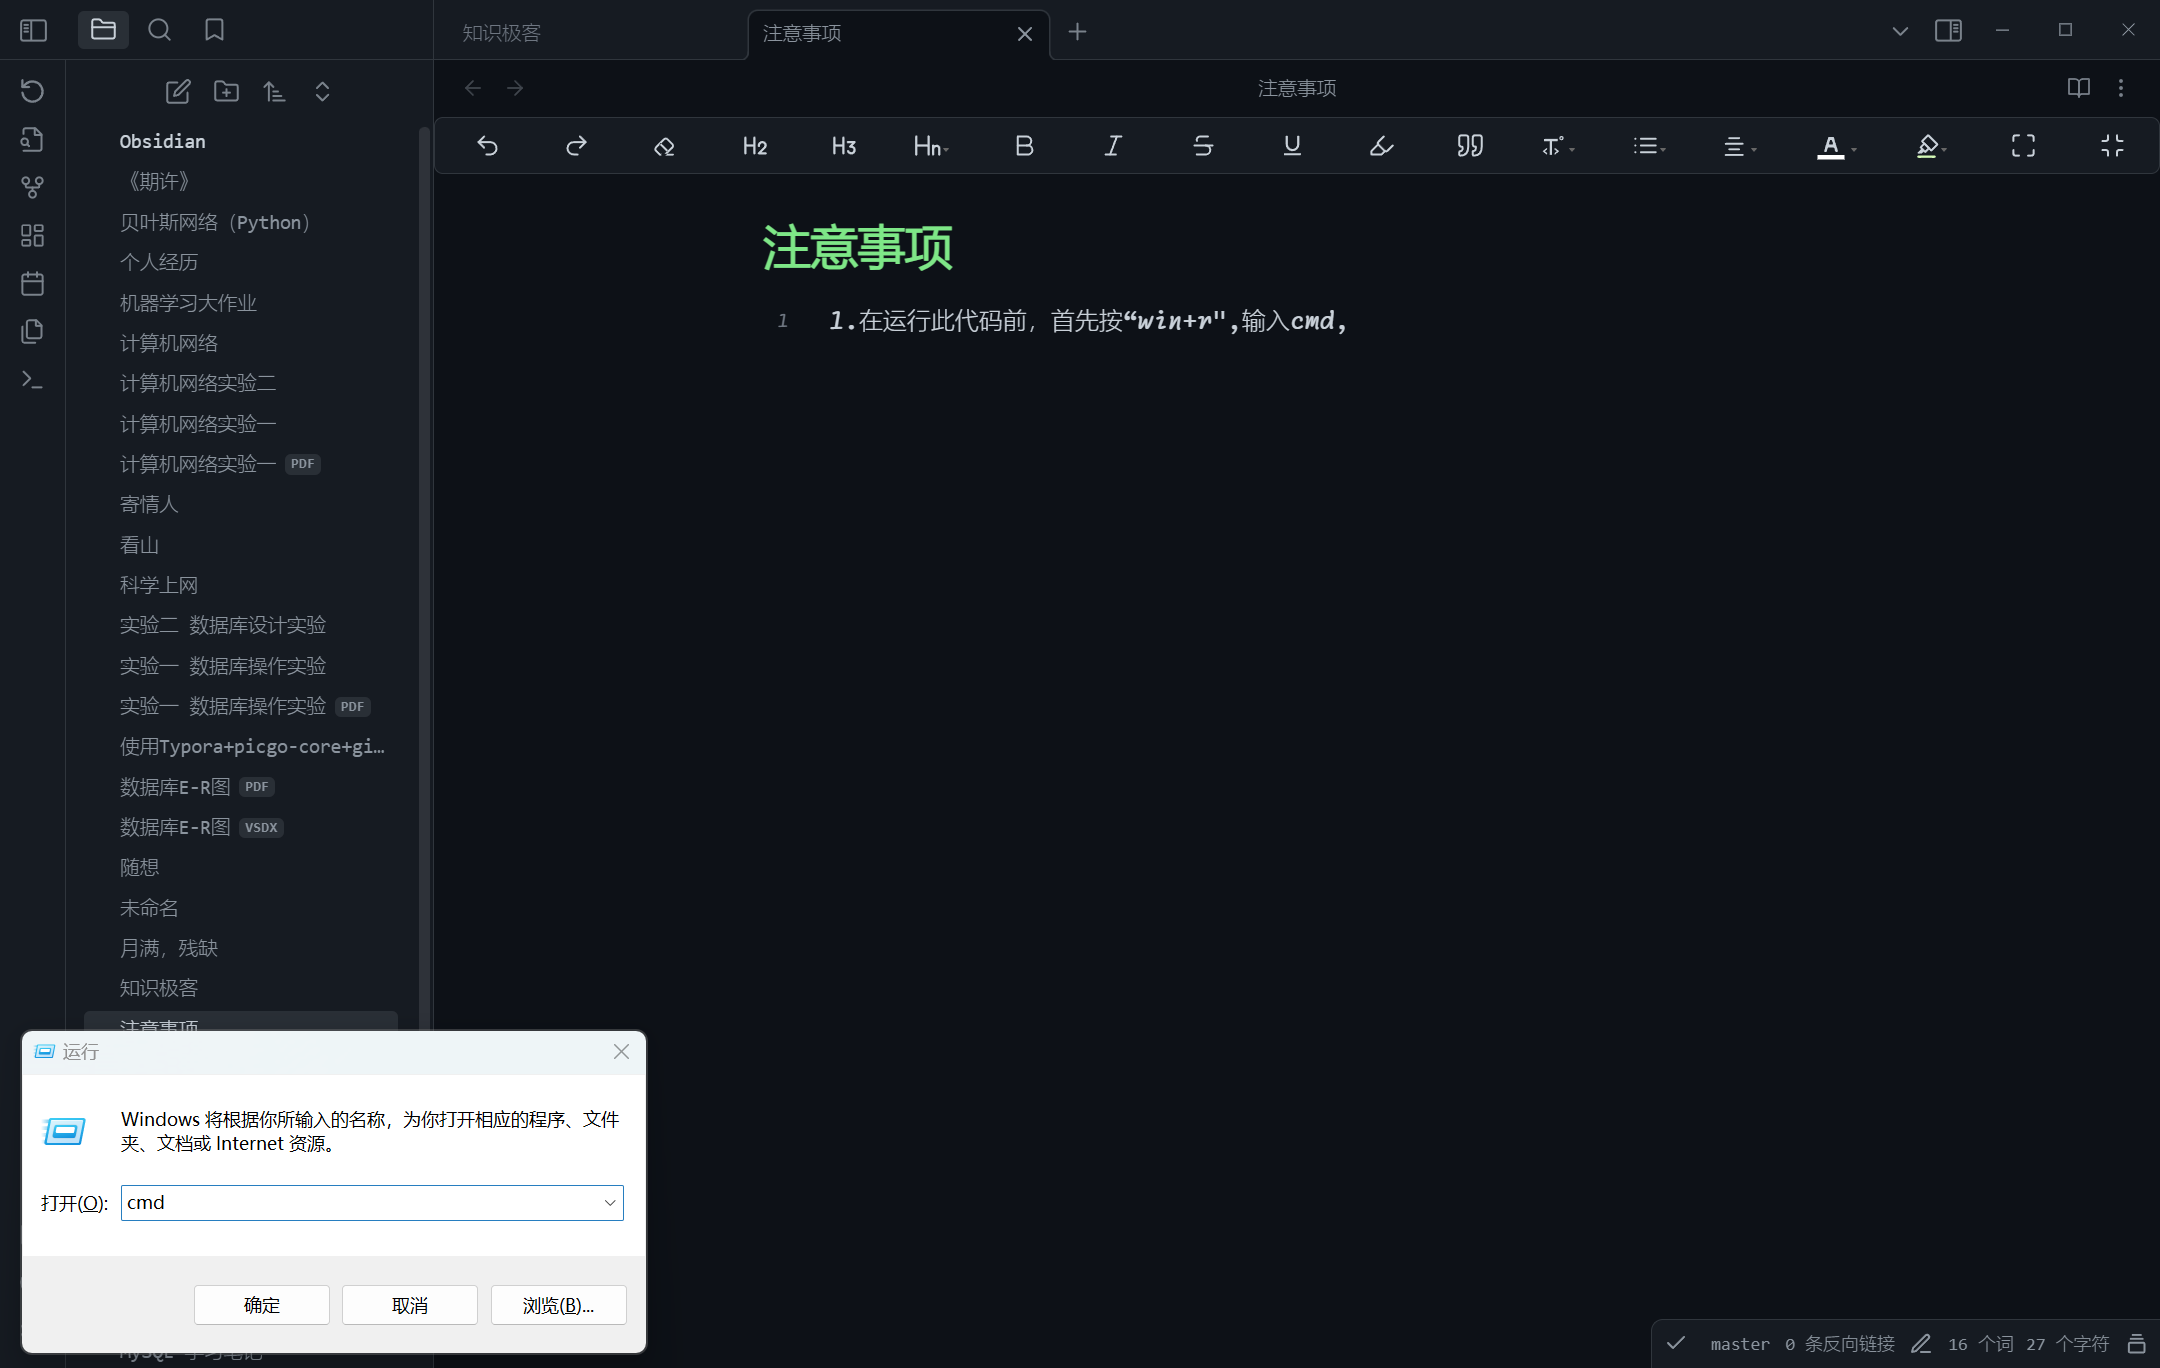 知识极客
注意事项
注意事项
H2 H3 Hn
Obsidian
《期许》
贝叶斯网络（Python）
个人经历
机器学习大作业
计算机网络
计算机网络实验二
计算机网络实验一
计算机网络实验一 PDF
寄情人
看山
科学上网
实验二 数据库设计实验
实验一 数据库操作实验
实验一 数据库操作实验 PDF
使用Typora+picgo-core+gi…
数据库E-R图 PDF
数据库E-R图 VSDX
随想
未命名
月满，残缺
知识极客
注意事项
注意事项
1 1.在运行此代码前，首先按“win+r",输入cmd,
运行
Windows 将根据你所输入的名称，为你打开相应的程序、文件
夹、文档或 Internet 资源。
打开(O): cmd
确定 取消 浏览(B)...
MySQL 学习笔记
master 0 条反向链接 16 个词 27 个字符